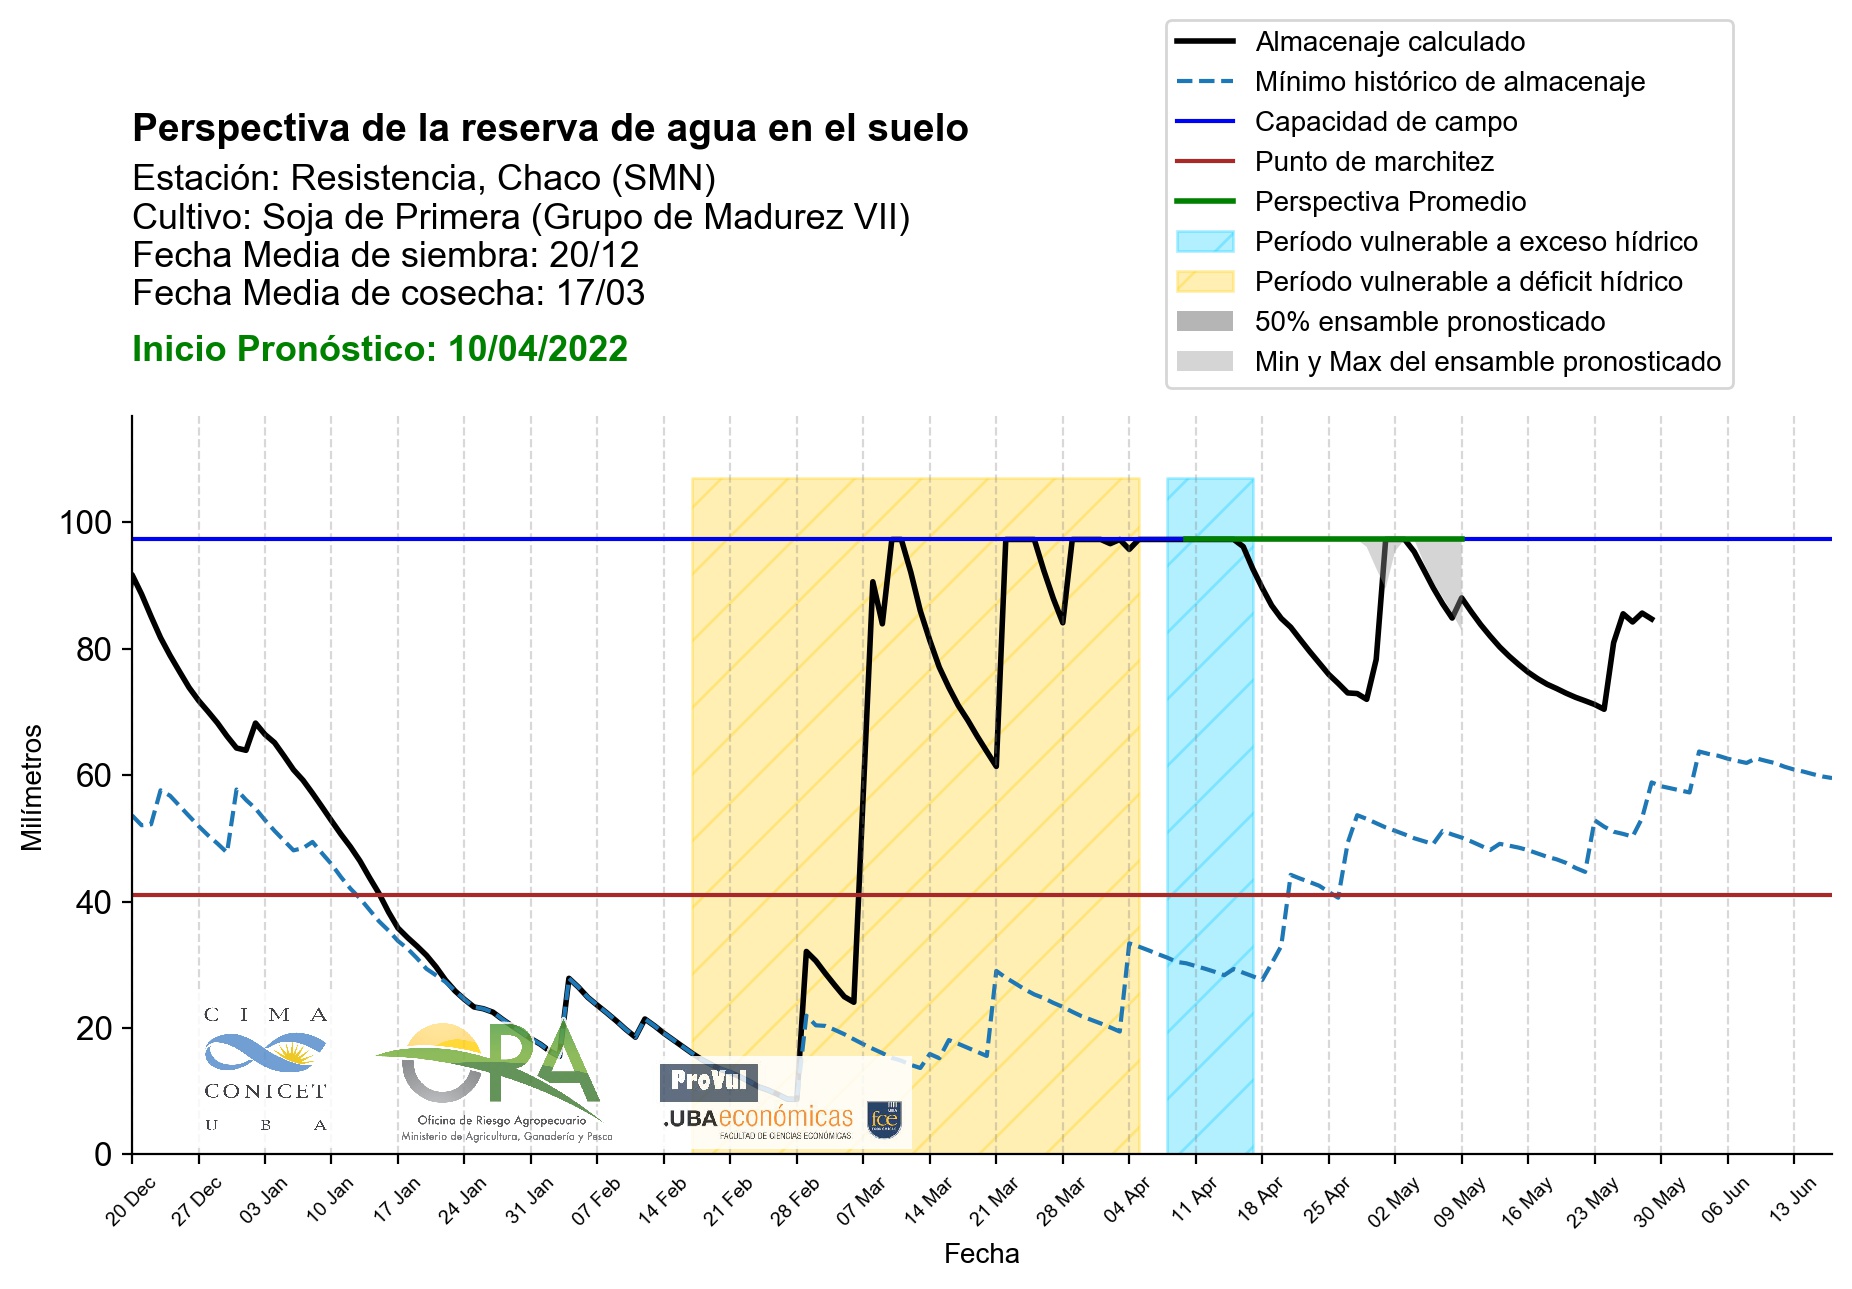 Almacenaje calculado
Mínimo histórico de almacenaje
Capacidad de campo
Punto de marchitez
Perspectiva Promedio
Período vulnerable a exceso hídrico
Período vulnerable a déficit hídrico
50% ensamble pronosticado
Min y Max del ensamble pronosticado
Perspectiva de la reserva de agua en el suelo
Estación: Resistencia, Chaco (SMN)
Cultivo: Soja de Primera (Grupo de Madurez VII)
Fecha Media de siembra: 20/12
Fecha Media de cosecha: 17/03
Inicio Pronóstico: 10/04/2022
100
80
60
40
20
0
Milímetros
CIMA
CONICET
UBA
ORA
Oficina de Riesgo Agropecuario
Ministerio de Agricultura, Ganadería y Pesca
ProVul
.UBAeconómicas
FACULTAD DE CIENCIAS ECONÓMICAS
fce
20 Dec
27 Dec
03 Jan
10 Jan
17 Jan
24 Jan
31 Jan
07 Feb
14 Feb
21 Feb
28 Feb
07 Mar
14 Mar
21 Mar
28 Mar
04 Apr
11 Apr
18 Apr
25 Apr
02 May
09 May
16 May
23 May
30 May
06 Jun
13 Jun
Fecha